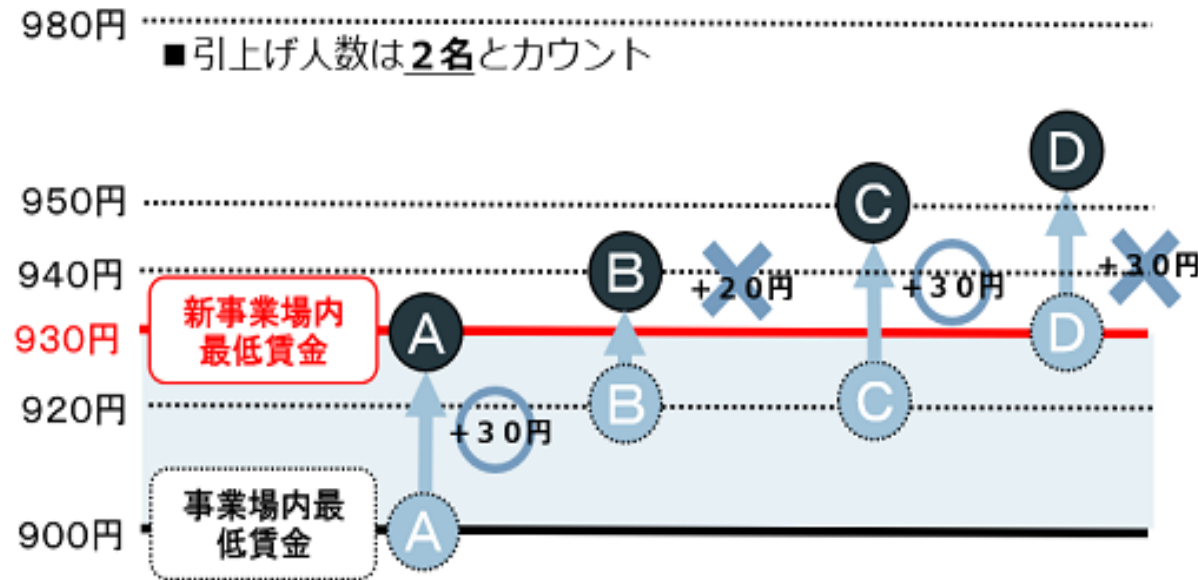 980円
■引上げ人数は２名とカウント
D
950円
C
940円
B
+２0円
+３０円
+３０円
新事業場内
最低賃金
930円
A
D
920円
B
C
+３０円
事業場内最
低賃金
900円
A